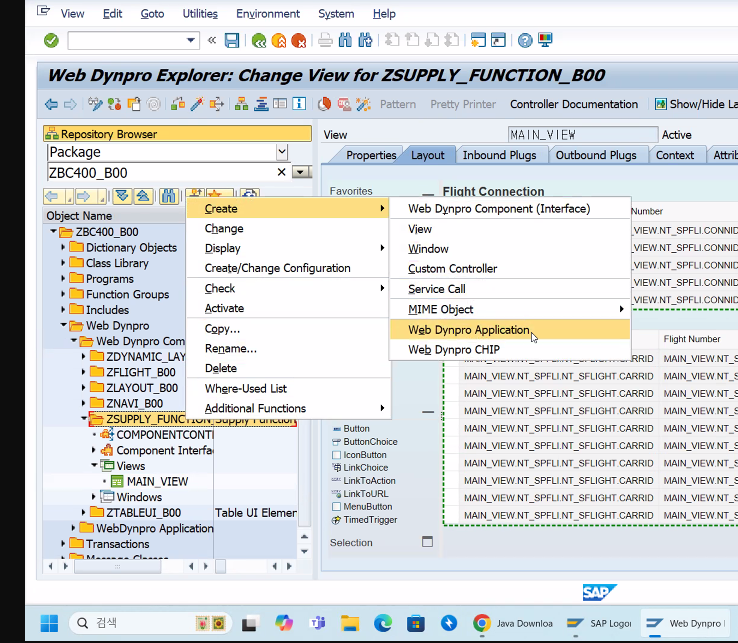 View Edit Goto Utilities Environment System Help
Web Dynpro Explorer: Change View for ZSUPPLY_FUNCTION_B00
Pattern Pretty Printer Controller Documentation Show/Hide La
Repository Browser
Package
ZBC400_B00
Object Name
ZBC400_B00
Dictionary Objects
Class Library
Programs
Function Groups
Includes
Web Dynpro
Web Dynpro Com
ZDYNAMIC_LAY
ZFLIGHT_B00
ZLAYOUT_B00
ZNAVI_B00
ZSUPPLY_FUNCTION_ Supply Function
COMPONENTCONT
Component Interfa
Views
MAIN_VIEW
Windows
ZTABLEUI_B00 Table UI Elemer
WebDynpro Application
Transactions
Message Classes
Create
Change
Display
Create/Change Configuration
Check
Activate
Copy...
Rename...
Delete
Where-Used List
Additional Functions
Web Dynpro Component (Interface)
View
Window
Custom Controller
Service Call
MIME Object
Web Dynpro Application
Web Dynpro CHIP
View MAIN_VIEW Active
Properties Layout Inbound Plugs Outbound Plugs Context Attrib
Favorites
Flight Connection
Number
_VIEW.NT_SPFLI.CONNID
_VIEW.NT_SPFLI.CONNID
_VIEW.NT_SPFLI.CONNID
_VIEW.NT_SPFLI.CONNID
_VIEW.NT_SPFLI.CONNID
Flight Number
MAIN_VIEW.NT_SPFLI.NT_SFLIGHT.CARRID MAIN_VIEW.NT_S
MAIN_VIEW.NT_SPFLI.NT_SFLIGHT.CARRID MAIN_VIEW.NT_S
MAIN_VIEW.NT_SPFLI.NT_SFLIGHT.CARRID MAIN_VIEW.NT_S
MAIN_VIEW.NT_SPFLI.NT_SFLIGHT.CARRID MAIN_VIEW.NT_S
MAIN_VIEW.NT_SPFLI.NT_SFLIGHT.CARRID MAIN_VIEW.NT_S
MAIN_VIEW.NT_SPFLI.NT_SFLIGHT.CARRID MAIN_VIEW.NT_S
MAIN_VIEW.NT_SPFLI.NT_SFLIGHT.CARRID MAIN_VIEW.NT_S
MAIN_VIEW.NT_SPFLI.NT_SFLIGHT.CARRID MAIN_VIEW.NT_S
MAIN_VIEW.NT_SPFLI.NT_SFLIGHT.CARRID MAIN_VIEW.NT_S
MAIN_VIEW.NT_SPFLI.NT_SFLIGHT.CARRID MAIN_VIEW.NT_S
Button
ButtonChoice
IconButton
LinkChoice
LinkToAction
LinkToURL
MenuButton
TimedTrigger
Selection
SAP
검색 Java Downloa SAP Logor Web Dynpro